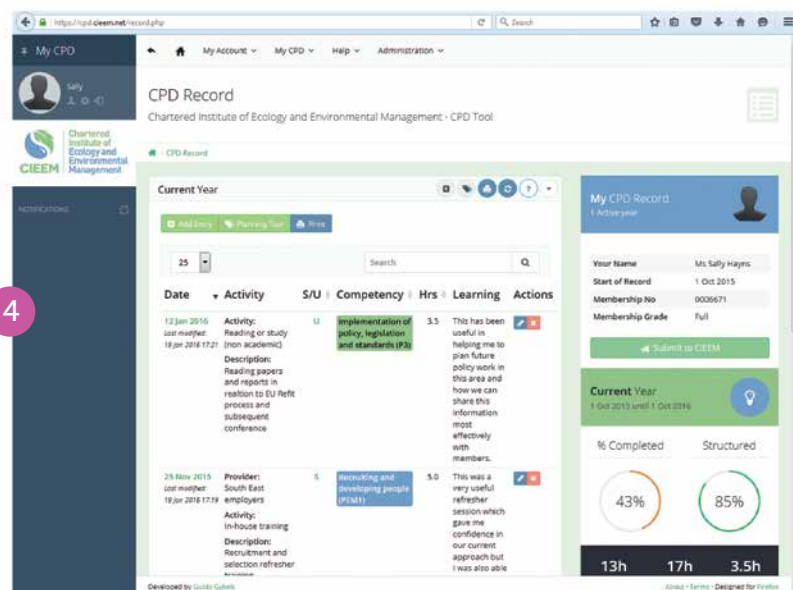 https://cpd.cieem.net/record.php
Search
My CPD
My Account
My CPD
Help
Administration
Sally
CPD Record
Chartered Institute of Ecology and Environmental Management - CPD Tool
CIEEM
Chartered
Institute of
Ecology and
Environmental
Management
CPD Record
NOTIFICATIONS
Current Year
Add Entry
Planning Tool
Print
25
Search
Date Activity S/U Competency Hrs Learning Actions
12 Jan 2016
Last modified:
19 Jan 2016 17:21
Activity:
Reading or study
(non academic)
Description:
Reading papers
and reports in
realtion to EU Refit
process and
subsequent
conference
U
Implementation of
policy, legislation
and standards (P3)
3.5
This has been
useful in
helping me to
plan future
policy work in
this area and
how we can
share this
information
most
effectively
with
members.
25 Nov 2015
Last modified:
19 Jan 2016 17:19
Provider:
South East
employers
Activity:
In-house training
Description:
Recruitment and
selection refresher
training
S
Recruiting and
developing people
(PEM1)
5.0
This was a
very useful
refresher
session which
gave me
confidence in
our current
approach but
I was also able
My CPD Record
1 Active year
Your Name Ms Sally Hayns
Start of Record 1 Oct 2015
Membership No 0006671
Membership Grade Full
Submit to CIEEM
Current Year
1 Oct 2015 until 1 Oct 2016
% Completed Structured
43% 85%
13h 17h 3.5h
Developed by Guido Gybels
About - Terms - Designed for Firefox
4